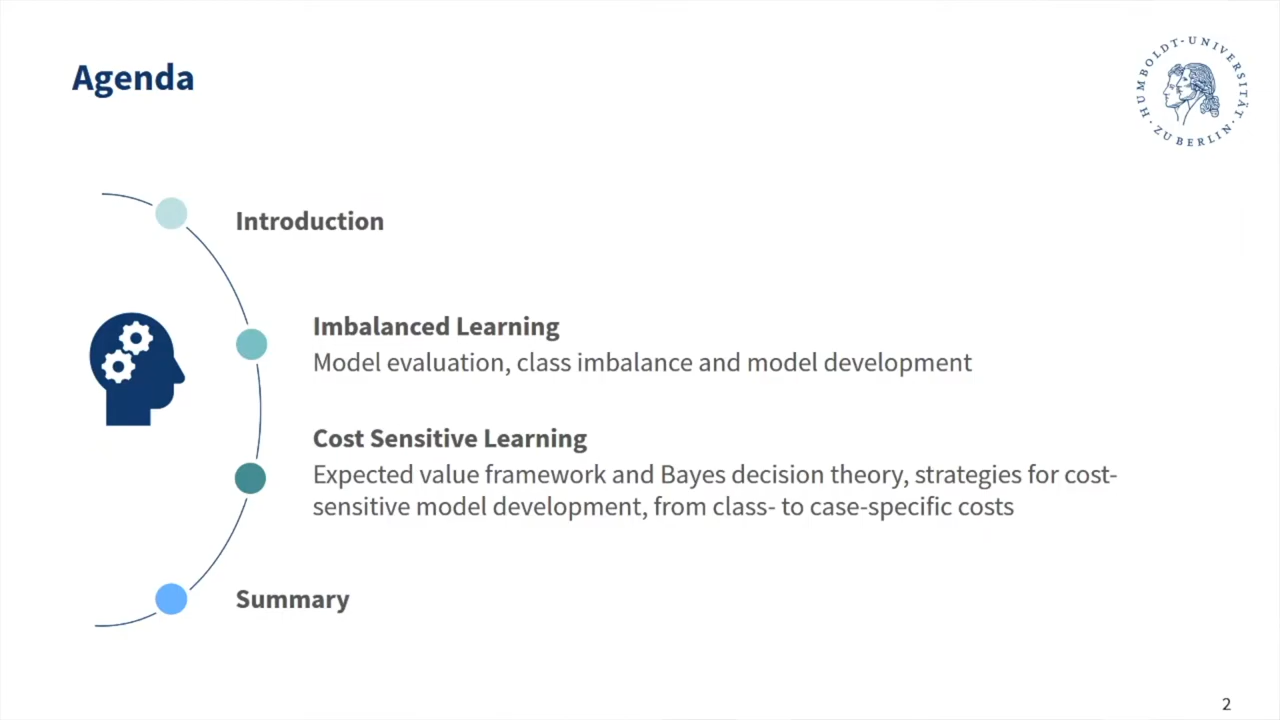 Agenda
HUMBOLDT-UNIVERSITÄT
· ZU BERLIN ·
Introduction
Imbalanced Learning
Model evaluation, class imbalance and model development
Cost Sensitive Learning
Expected value framework and Bayes decision theory, strategies for cost-
sensitive model development, from class- to case-specific costs
Summary
2